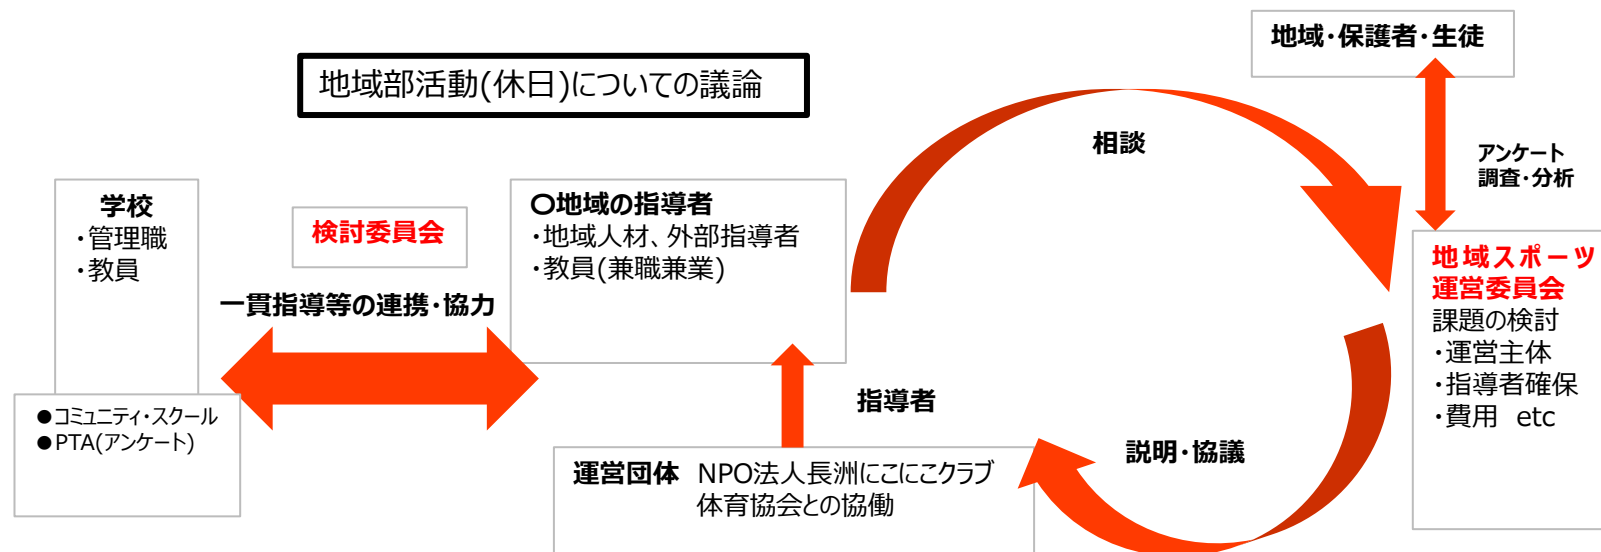 地域部活動(休日)についての議論
地域・保護者・生徒
相談
アンケート
調査・分析
学校
・管理職
・教員
検討委員会
〇地域の指導者
・地域人材、外部指導者
・教員(兼職兼業)
一貫指導等の連携・協力
地域スポーツ
運営委員会
課題の検討
・運営主体
・指導者確保
・費用 etc
●コミュニティ・スクール
●PTA(アンケート)
指導者
説明・協議
運営団体 NPO法人長洲にこにこクラブ
体育協会との協働